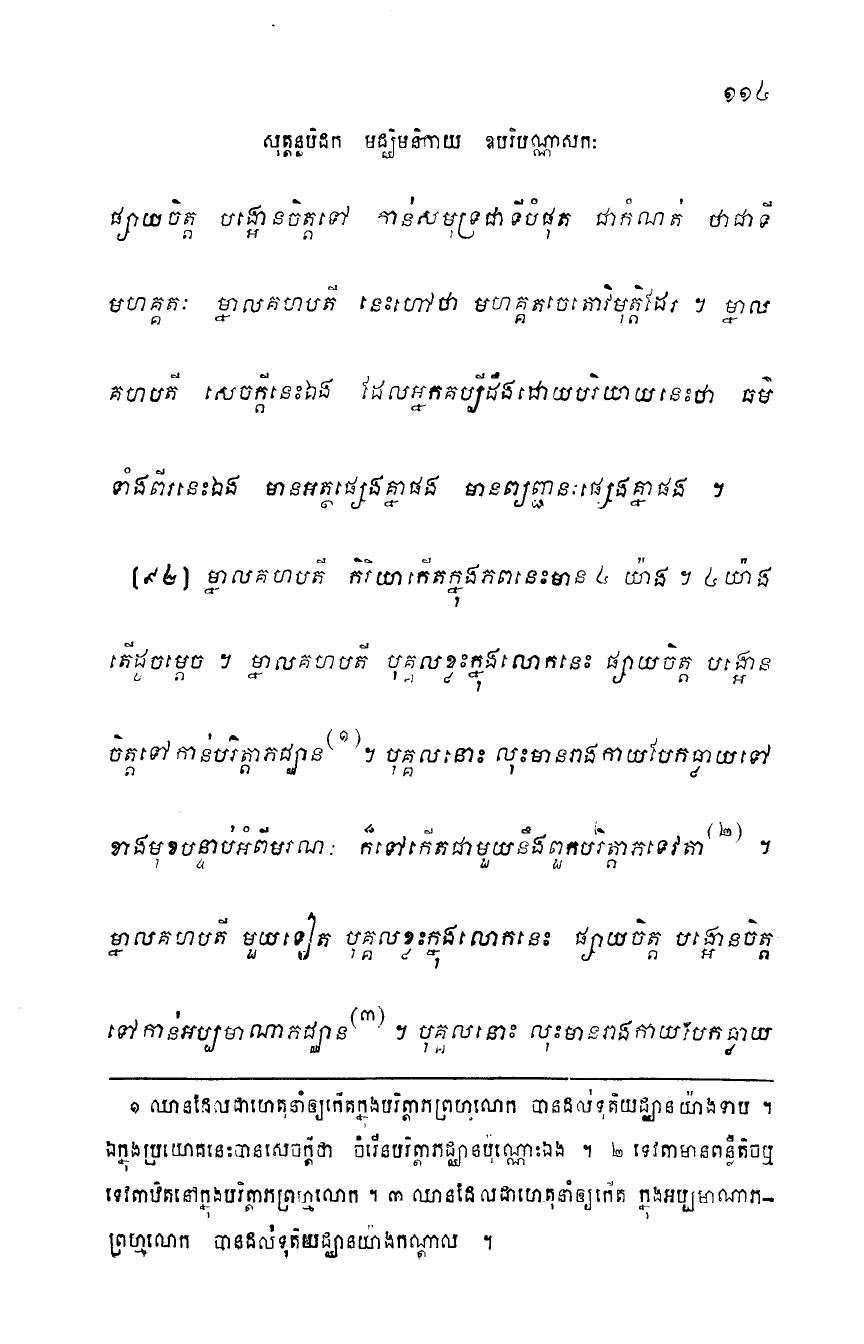 ១១៤
សុត្តន្តបិដក មជ្ឈិមនិកាយ ឧបរិបណ្ណាសកៈ
ផ្សាយចិត្ត បង្អោនចិត្តទៅ កាន់សមុទ្រជាទីបំផុត ជាកំណត់ ថាជាទី
មហគ្គតៈ ម្នាលគហបតី នេះហៅថា មហគ្គតចេតោវិមុត្តិដែរ ។ ម្នាល
គហបតី សេចក្តីនេះឯង ដែលអ្នកគប្បីដឹងដោយបរិយាយនេះថា ធម៌
ទាំងពីរនេះឯង មានអត្ថផ្សេងគ្នាផង មានព្យញ្ជនៈផ្សេងគ្នាផង ។
(៩៤) ម្នាលគហបតី កិរិយាកើតក្នុងភពនេះមាន ៤ យ៉ាង ។ ៤យ៉ាង
តើដូចម្តេច ។ ម្នាលគហបតី បុគ្គលខ្លះក្នុងលោកនេះ ផ្សាយចិត្ត បង្អោន
ចិត្តទៅកាន់បរិត្តាភជ្ឈាន(១)។ បុគ្គលនោះ លុះមានរាងកាយបែកធ្លាយទៅ
ខាងមុខបន្ទាប់អំពីមរណៈ ក៏ទៅកើតជាមួយនឹងពួកបរិត្តាភទេវតា(២) ។
ម្នាលគហបតី មួយទៀត បុគ្គលខ្លះក្នុងលោកនេះ ផ្សាយចិត្ត បង្អោនចិត្ត
ទៅកាន់អប្បមាណាភជ្ឈាន(៣) ។ បុគ្គលនោះ លុះមានរាងកាយបែកធ្លាយ
១ ឈានដែលជាហេតុនាំឲ្យកើតក្នុងបរិត្តាភព្រហ្មលោក បានដល់ទុតិយជ្ឈានយ៉ាងទាប ។
ឯក្នុងប្រយោគនេះបានសេចក្តីថា ចំរើនបរិត្តាភជ្ឈានប៉ុណ្ណោះឯង ។ ២ ទេវតាមានពន្លឺតិចឬ
ទេវតាឋិតនៅក្នុងបរិត្តាភព្រហ្មលោក ។ ៣ ឈានដែលជាហេតុនាំឲ្យកើត ក្នុងអប្បមាណាភ-
ព្រហ្មលោក បានដល់ទុតិយជ្ឈានយ៉ាងកណ្តាល ។